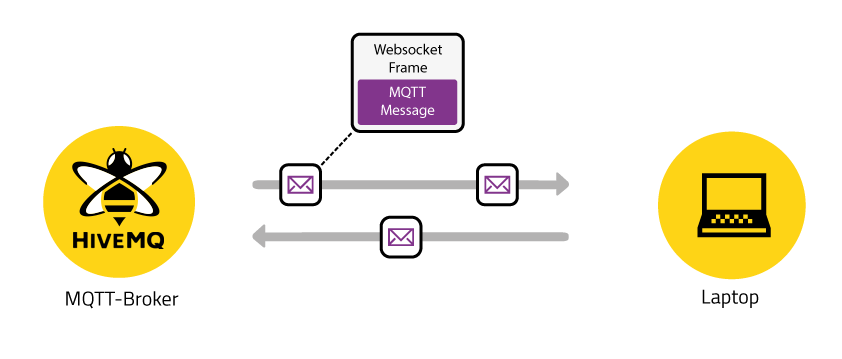 Websocket
Frame
MQTT
Message
HIVEMQ
MQTT-Broker
Laptop